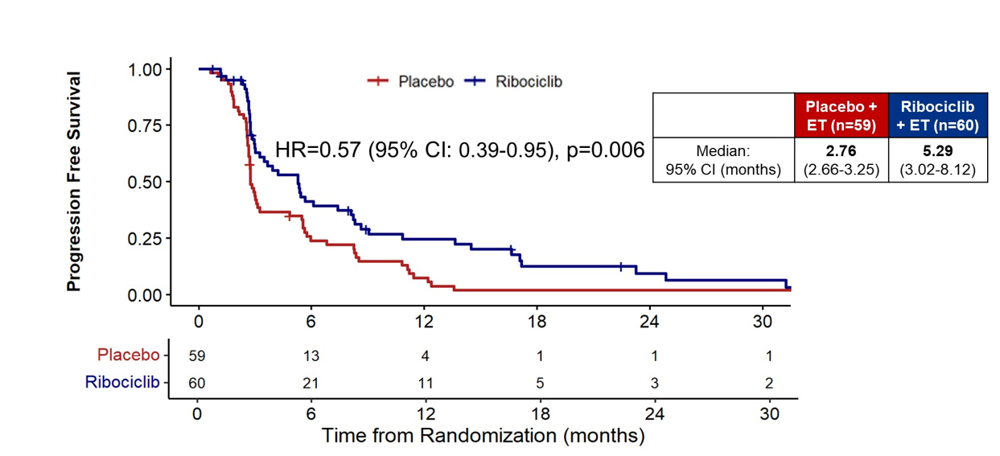 Progression Free Survival
1.00
0.75
0.50
0.25
0.00
Placebo Ribociclib
HR=0.57 (95% CI: 0.39-0.95), p=0.006
Placebo +
ET (n=59)
Ribociclib
+ ET (n=60)
Median:
95% CI (months)
2.76
(2.66-3.25)
5.29
(3.02-8.12)
0 6 12 18 24 30
Placebo 59 13 4 1 1 1
Ribociclib 60 21 11 5 3 2
0 6 12 18 24 30
Time from Randomization (months)